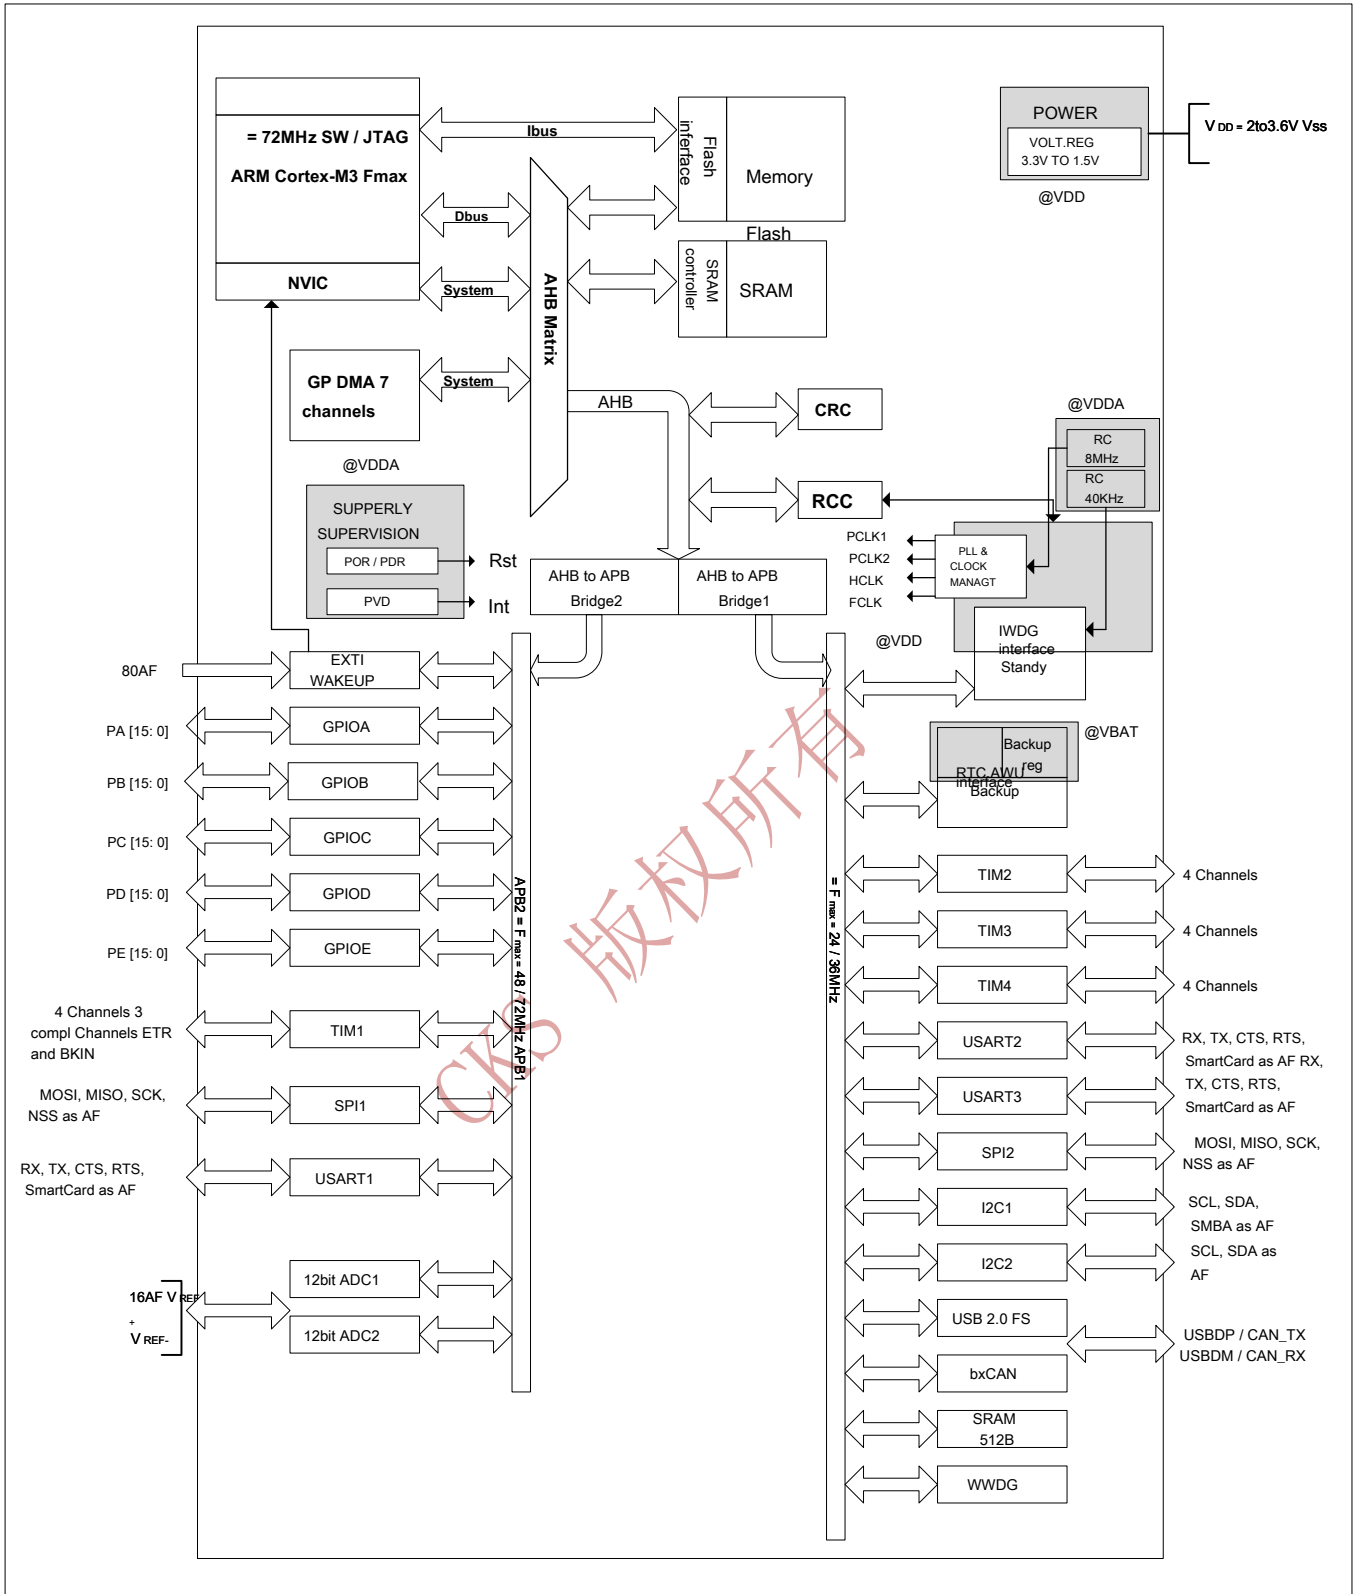 = 72MHz SW / JTAG
ARM Cortex-M3 Fmax
NVIC
Ibus
Dbus
System
System
AHB Matrix
Flash
inferface
Memory
Flash
SRAM
controller
SRAM
POWER
VOLT.REG
3.3V TO 1.5V
@VDD
V DD = 2to3.6V Vss
GP DMA 7
channels
AHB
CRC
RCC
@VDDA
RC
8MHz
RC
40KHz
@VDDA
SUPPERLY
SUPERVISION
POR / PDR
PVD
Rst
Int
AHB to APB
Bridge2
AHB to APB
Bridge1
PCLK1
PCLK2
HCLK
FCLK
PLL &
CLOCK
MANAGT
@VDD
IWDG
interface
Standy
@VBAT
Backup
reg
RTC AWU
interface
Backup
80AF
EXTI
WAKEUP
PA [15: 0]
GPIOA
PB [15: 0]
GPIOB
PC [15: 0]
GPIOC
PD [15: 0]
GPIOD
PE [15: 0]
GPIOE
4 Channels 3
compl Channels ETR
and BKIN
TIM1
MOSI, MISO, SCK,
NSS as AF
SPI1
RX, TX, CTS, RTS,
SmartCard as AF
USART1
16AF V REF
+
V REF-
12bit ADC1
12bit ADC2
APB2 = F max = 48 / 72MHz APB1
= F max = 24 / 36MHz
CKS 版权所有
TIM2
4 Channels
TIM3
4 Channels
TIM4
4 Channels
USART2
RX, TX, CTS, RTS,
SmartCard as AF RX,
USART3
TX, CTS, RTS,
SmartCard as AF
SPI2
MOSI, MISO, SCK,
NSS as AF
I2C1
SCL, SDA,
SMBA as AF
I2C2
SCL, SDA as
AF
USB 2.0 FS
USBDP / CAN_TX
USBDM / CAN_RX
bxCAN
SRAM
512B
WWDG